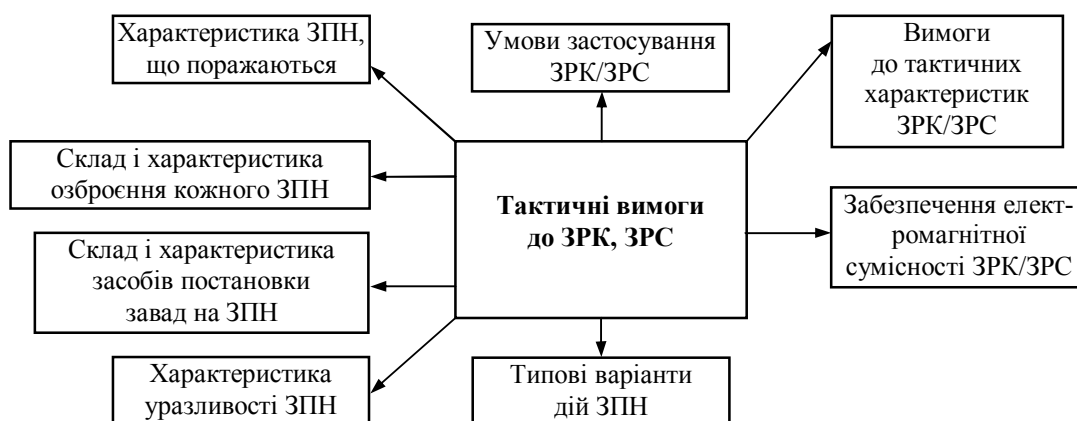 Характеристика ЗПН,
що поражаються
Умови застосування
ЗРК/ЗРС
Вимоги
до тактичних
характеристик
ЗРК/ЗРС
Склад і характеристика
озброєння кожного ЗПН
Тактичні вимоги
до ЗРК, ЗРС
Забезпечення елект-
ромагнітної
сумісності ЗРК/ЗРС
Склад і характеристика
засобів постановки
завад на ЗПН
Характеристика
уразливості ЗПН
Типові варіанти
дій ЗПН